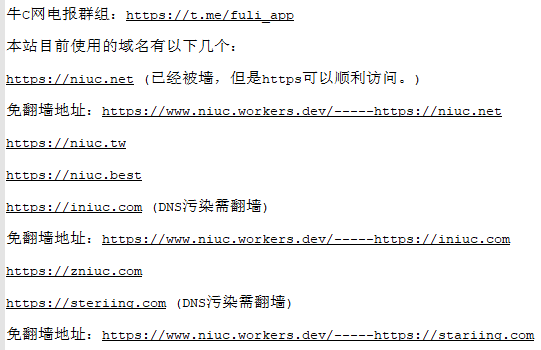 牛C网电报群组：https://t.me/fuli_app
本站目前使用的域名有以下几个：
https://niuc.net (已经被墙，但是https可以顺利访问。)
免翻墙地址：https://www.niuc.workers.dev/-----https://niuc.net
https://niuc.tw
https://niuc.best
https://iniuc.com (DNS污染需翻墙)
免翻墙地址：https://www.niuc.workers.dev/-----https://iniuc.com
https://zniuc.com
https://steriing.com (DNS污染需翻墙)
免翻墙地址：https://www.niuc.workers.dev/-----https://stariing.com